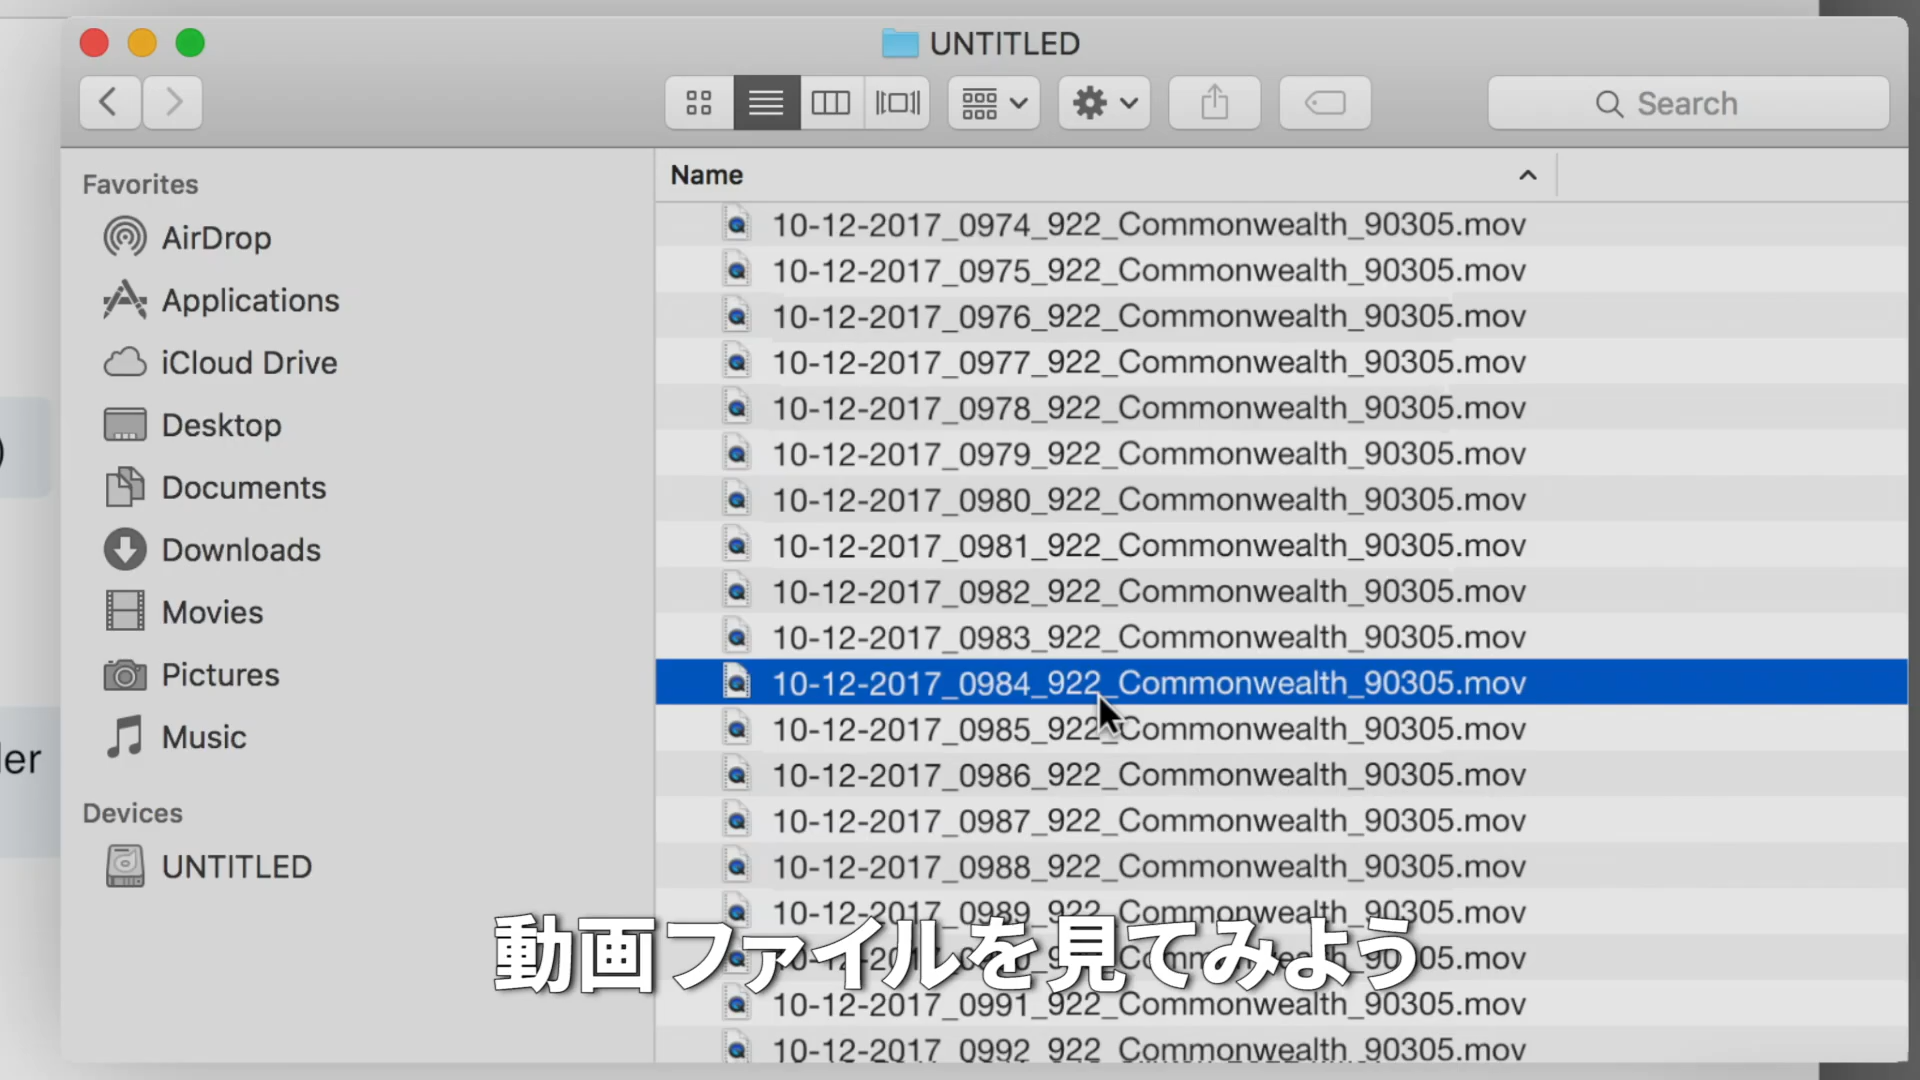 UNTITLED
Search
Favorites
AirDrop
Applications
iCloud Drive
Desktop
Documents
Downloads
Movies
Pictures
Music
Devices
UNTITLED
Name
10-12-2017_0974_922_Commonwealth_90305.mov
10-12-2017_0975_922_Commonwealth_90305.mov
10-12-2017_0976_922_Commonwealth_90305.mov
10-12-2017_0977_922_Commonwealth_90305.mov
10-12-2017_0978_922_Commonwealth_90305.mov
10-12-2017_0979_922_Commonwealth_90305.mov
10-12-2017_0980_922_Commonwealth_90305.mov
10-12-2017_0981_922_Commonwealth_90305.mov
10-12-2017_0982_922_Commonwealth_90305.mov
10-12-2017_0983_922_Commonwealth_90305.mov
10-12-2017_0984_922_Commonwealth_90305.mov
10-12-2017_0985_922_Commonwealth_90305.mov
10-12-2017_0986_922_Commonwealth_90305.mov
10-12-2017_0987_922_Commonwealth_90305.mov
10-12-2017_0988_922_Commonwealth_90305.mov
10-12-2017_0989_922_Commonwealth_90305.mov
動画ファイルを見てみよう
10-12-2017_0991_922_Commonwealth_90305.mov
10-12-2017_0992_922_Commonwealth_90305.mov